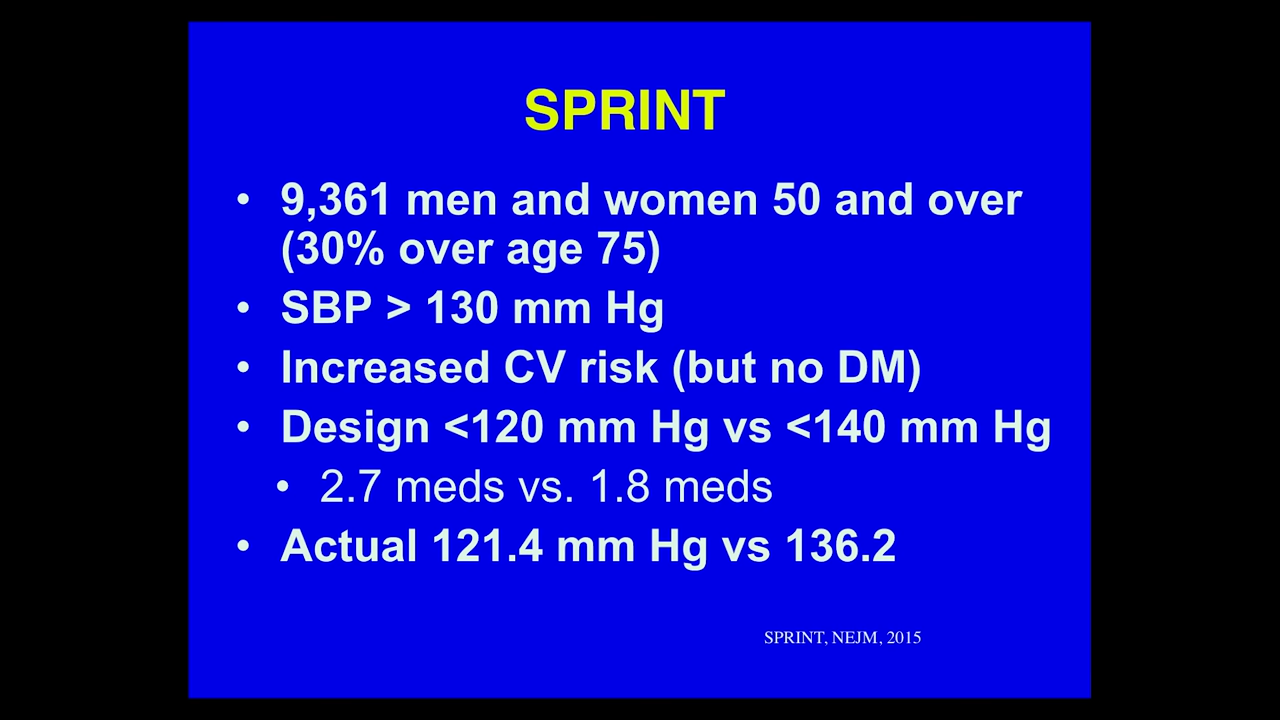 SPRINT
• 9,361 men and women 50 and over
(30% over age 75)
• SBP > 130 mm Hg
• Increased CV risk (but no DM)
• Design <120 mm Hg vs <140 mm Hg
• 2.7 meds vs. 1.8 meds
• Actual 121.4 mm Hg vs 136.2
SPRINT, NEJM, 2015